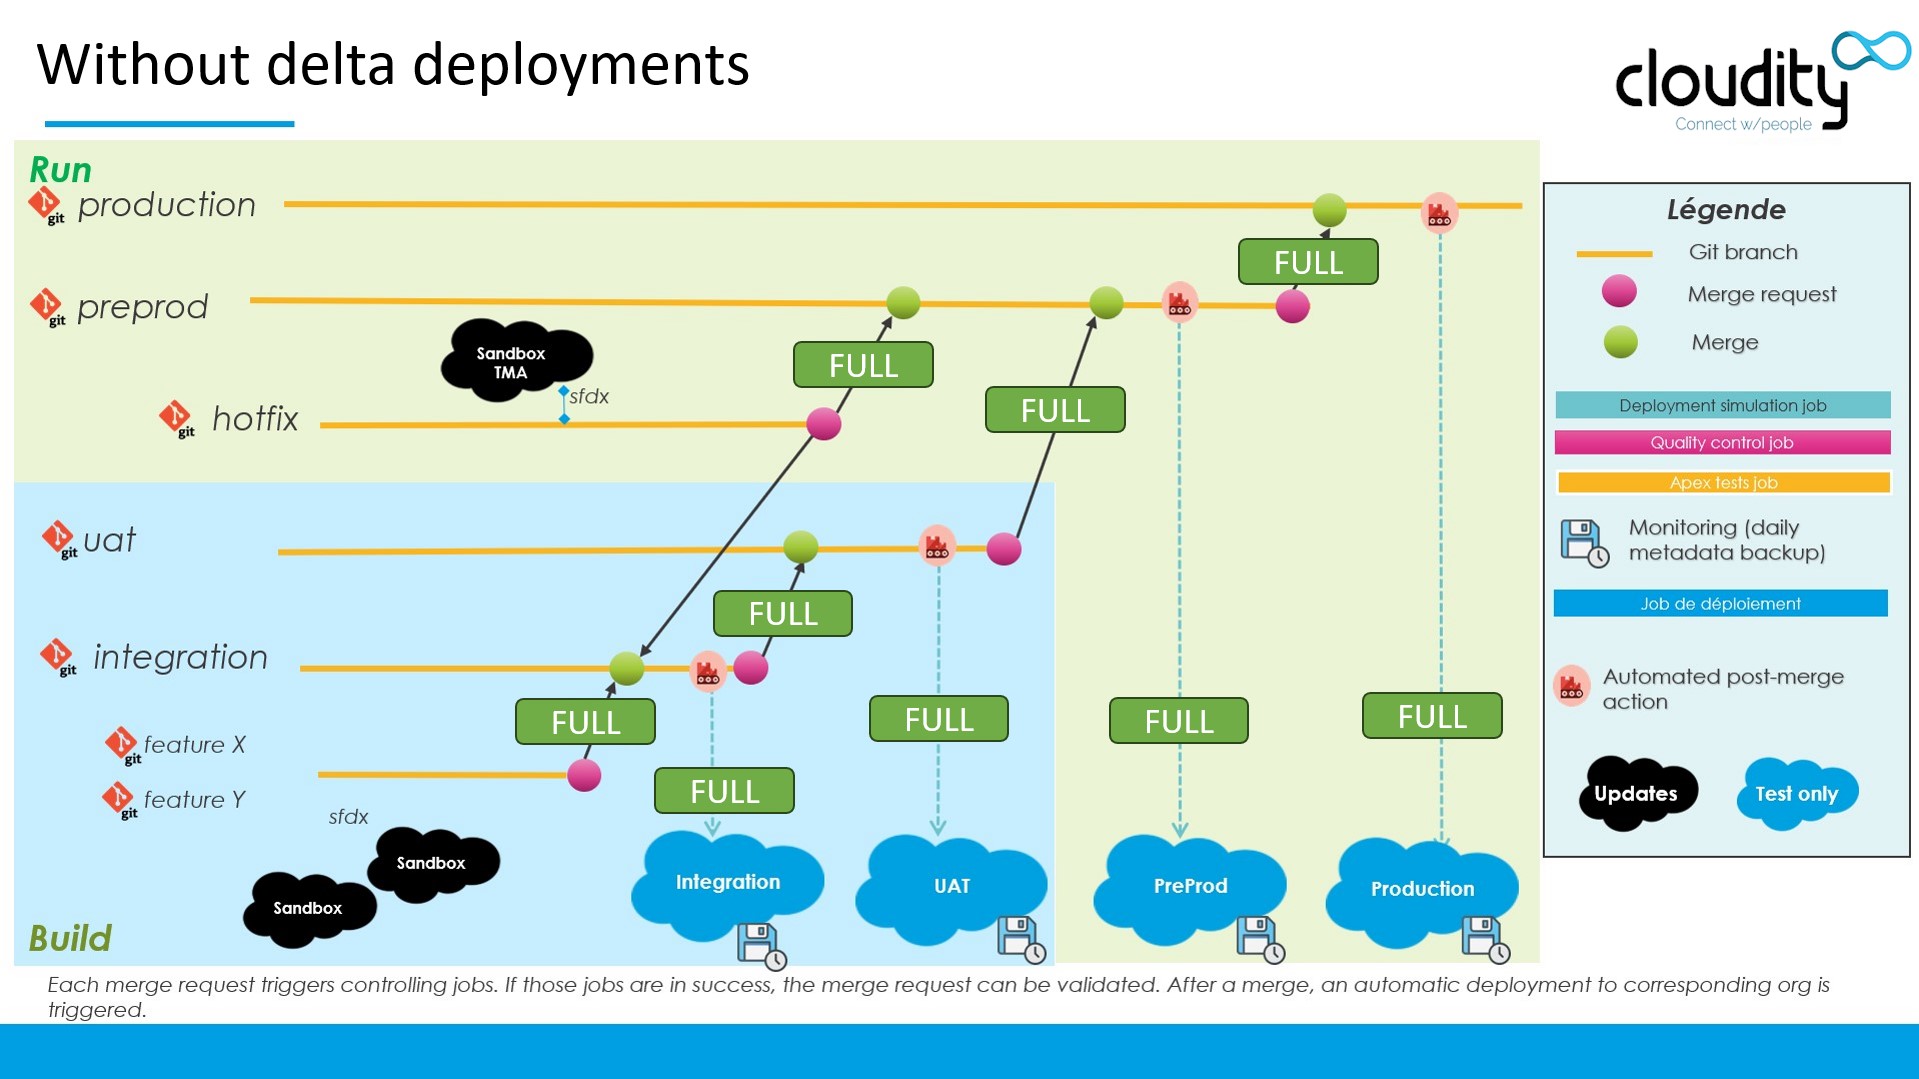 Without delta deployments
cloudity
Connect w/people
Run
git production
git preprod
Sandbox
TMA
sfdx
git hotfix
FULL
FULL
FULL
git uat
FULL
git integration
FULL
git feature X
git feature Y
sfdx
FULL
FULL
FULL
FULL
Sandbox
Sandbox
Integration
UAT
PreProd
Production
Build
Légende
Git branch
Merge request
Merge
Deployment simulation job
Quality control job
Apex tests job
Monitoring (daily
metadata backup)
Job de déploiement
Automated post-merge
action
Updates
Test only
Each merge request triggers controlling jobs. If those jobs are in success, the merge request can be validated. After a merge, an automatic deployment to corresponding org is
triggered.